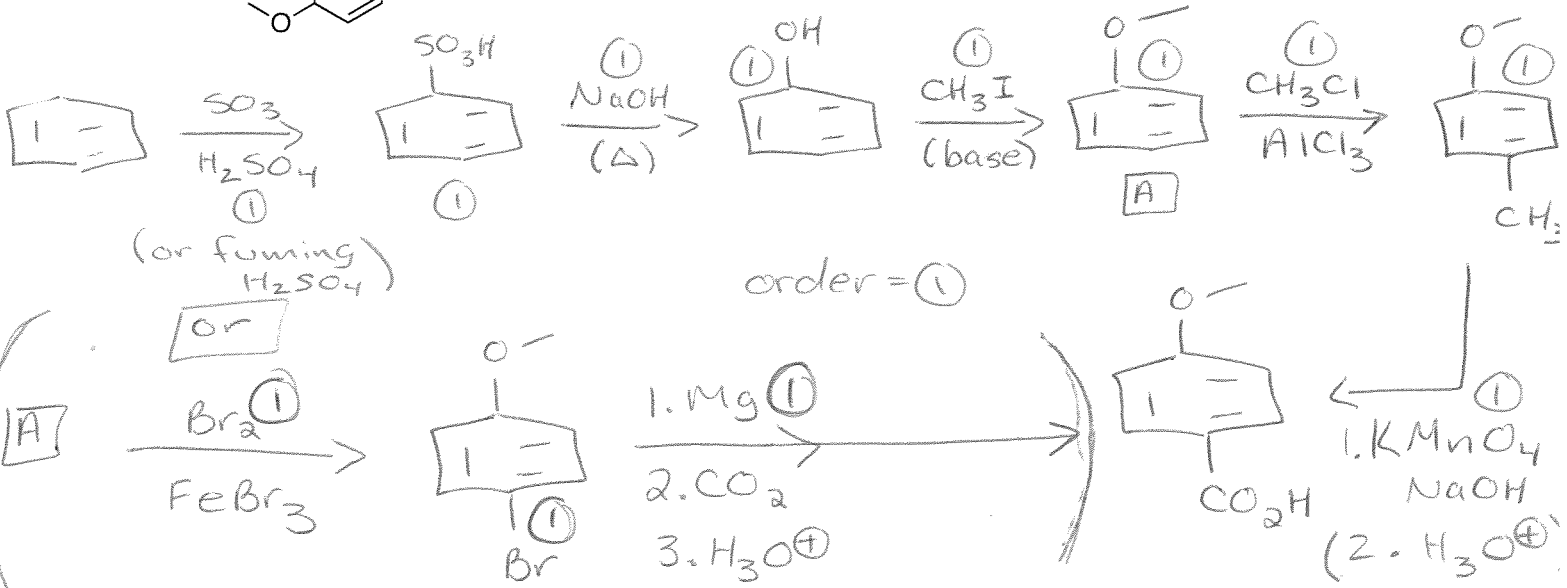 O
SO₃H
OH
O
O
①
①
①
①
①
SO₃
NaOH
CH₃I
CH₃Cl
H₂SO₄
(Δ)
(base)
AlCl₃
①
①
A
CH₃
(or fuming
H₂SO₄)
order = ①
or
O
O
A
Br₂ ①
1. Mg ①
①
FeBr₃
2. CO₂
1. KMnO₄
CO₂H
NaOH
①
Br
3. H₃O⊕
(2. H₃O⊕